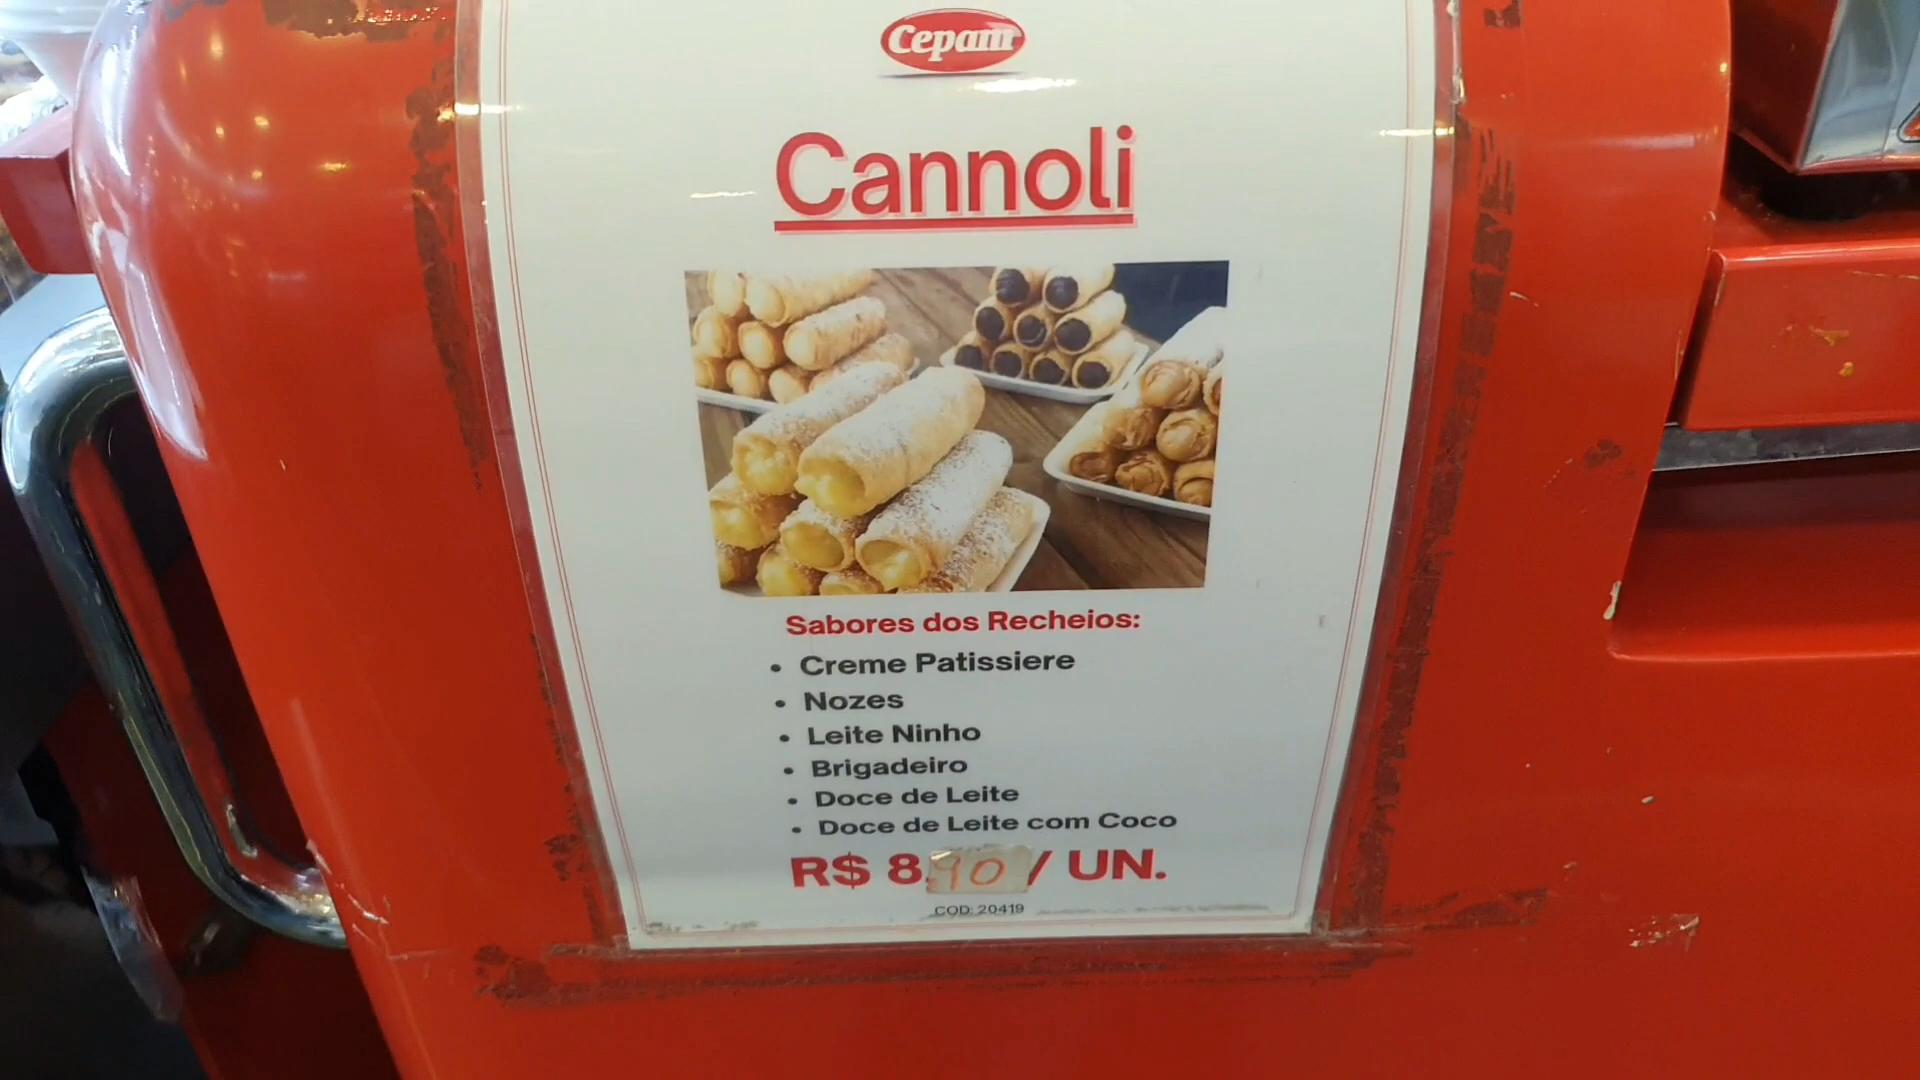 Cepam
Cannoli
Sabores dos Recheios:
• Creme Patissiere
• Nozes
• Leite Ninho
• Brigadeiro
• Doce de Leite
• Doce de Leite com Coco
R$ 8,90 / UN.
COD: 20419